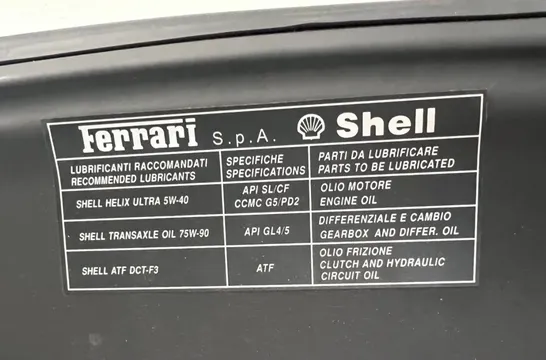 Ferrari S.p.A. Shell
LUBRIFICANTI RACCOMANDATI
RECOMMENDED LUBRICANTS
SPECIFICHE
SPECIFICATIONS
PARTI DA LUBRIFICARE
PARTS TO BE LUBRICATED
SHELL HELIX ULTRA 5W-40
API SL/CF
CCMC G5/PD2
OLIO MOTORE
ENGINE OIL
SHELL TRANSAXLE OIL 75W-90
API GL4/5
DIFFERENZIALE E CAMBIO
GEARBOX AND DIFFER. OIL
SHELL ATF DCT-F3
ATF
OLIO FRIZIONE
CLUTCH AND HYDRAULIC
CIRCUIT OIL